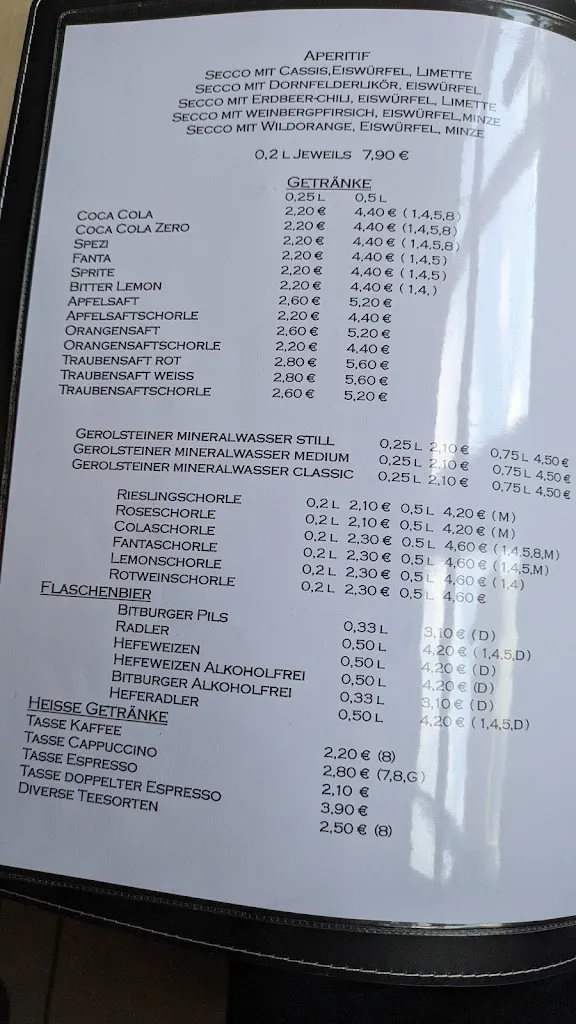 APERITIF
SECCO MIT CASSIS,EISWÜRFEL, LIMETTE
SECCO MIT DORNFELDERLIKÖR, EISWÜRFEL
SECCO MIT ERDBEER-CHILI, EISWÜRFEL, LIMETTE
SECCO MIT WEINBERGPFIRSICH, EISWÜRFEL,MINZE
SECCO MIT WILDORANGE, EISWÜRFEL, MINZE
0,2 L JEWEILS 7,90 €
GETRÄNKE
0,25 L 0,5 L
COCA COLA 2,20 € 4,40 € ( 1,4,5,8)
COCA COLA ZERO 2,20 € 4,40 € (1,4,5,8)
SPEZI 2,20 € 4,40 € ( 1,4,5,8)
FANTA 2,20 € 4,40 € ( 1,4,5)
SPRITE 2,20 € 4,40 € ( 1,4,5)
BITTER LEMON 2,20 € 4,40 € ( 1,4,)
APFELSAFT 2,60 € 5,20 €
APFELSAFTSCHORLE 2,20 € 4,40 €
ORANGENSAFT 2,60 € 5,20 €
ORANGENSAFTSCHORLE 2,20 € 4,40 €
TRAUBENSAFT ROT 2,80 € 5,60 €
TRAUBENSAFT WEISS 2,80 € 5,60 €
TRAUBENSAFTSCHORLE 2,60 € 5,20 €
GEROLSTEINER MINERALWASSER STILL 0,25 L 2,10 € 0,75 L 4,50 €
GEROLSTEINER MINERALWASSER MEDIUM 0,25 L 2,10 € 0,75 L 4,50 €
GEROLSTEINER MINERALWASSER CLASSIC 0,25 L 2,10 € 0,75 L 4,50 €
RIESLINGSCHORLE 0,2 L 2,10 € 0,5 L 4,20 € (M)
ROSESCHORLE 0,2 L 2,10 € 0,5 L 4,20 € (M)
COLASCHORLE 0,2 L 2,30 € 0,5 L 4,60 € ( 1,4,5,8,M)
FANTASCHORLE 0,2 L 2,30 € 0,5 L 4,60 € ( 1,4,5,M)
LEMONSCHORLE 0,2 L 2,30 € 0,5 L 4,60 € ( 1,4)
ROTWEINSCHORLE 0,2 L 2,30 € 0,5 L 4,60 €
FLASCHENBIER
BITBURGER PILS 0,33 L 3,10 € (D)
RADLER 0,50 L 4,20 € ( 1,4,5,D)
HEFEWEIZEN 0,50 L 4,20 € (D)
HEFEWEIZEN ALKOHOLFREI 0,50 L 4,20 € (D)
BITBURGER ALKOHOLFREI 0,33 L 3,10 € (D)
HEFERADLER 0,50 L 4,20 € ( 1,4,5,D)
HEISSE GETRÄNKE
TASSE KAFFEE 2,20 € (8)
TASSE CAPPUCCINO 2,80 € (7,8,G)
TASSE ESPRESSO 2,10 €
TASSE DOPPELTER ESPRESSO 3,90 €
DIVERSE TEESORTEN 2,50 € (8)